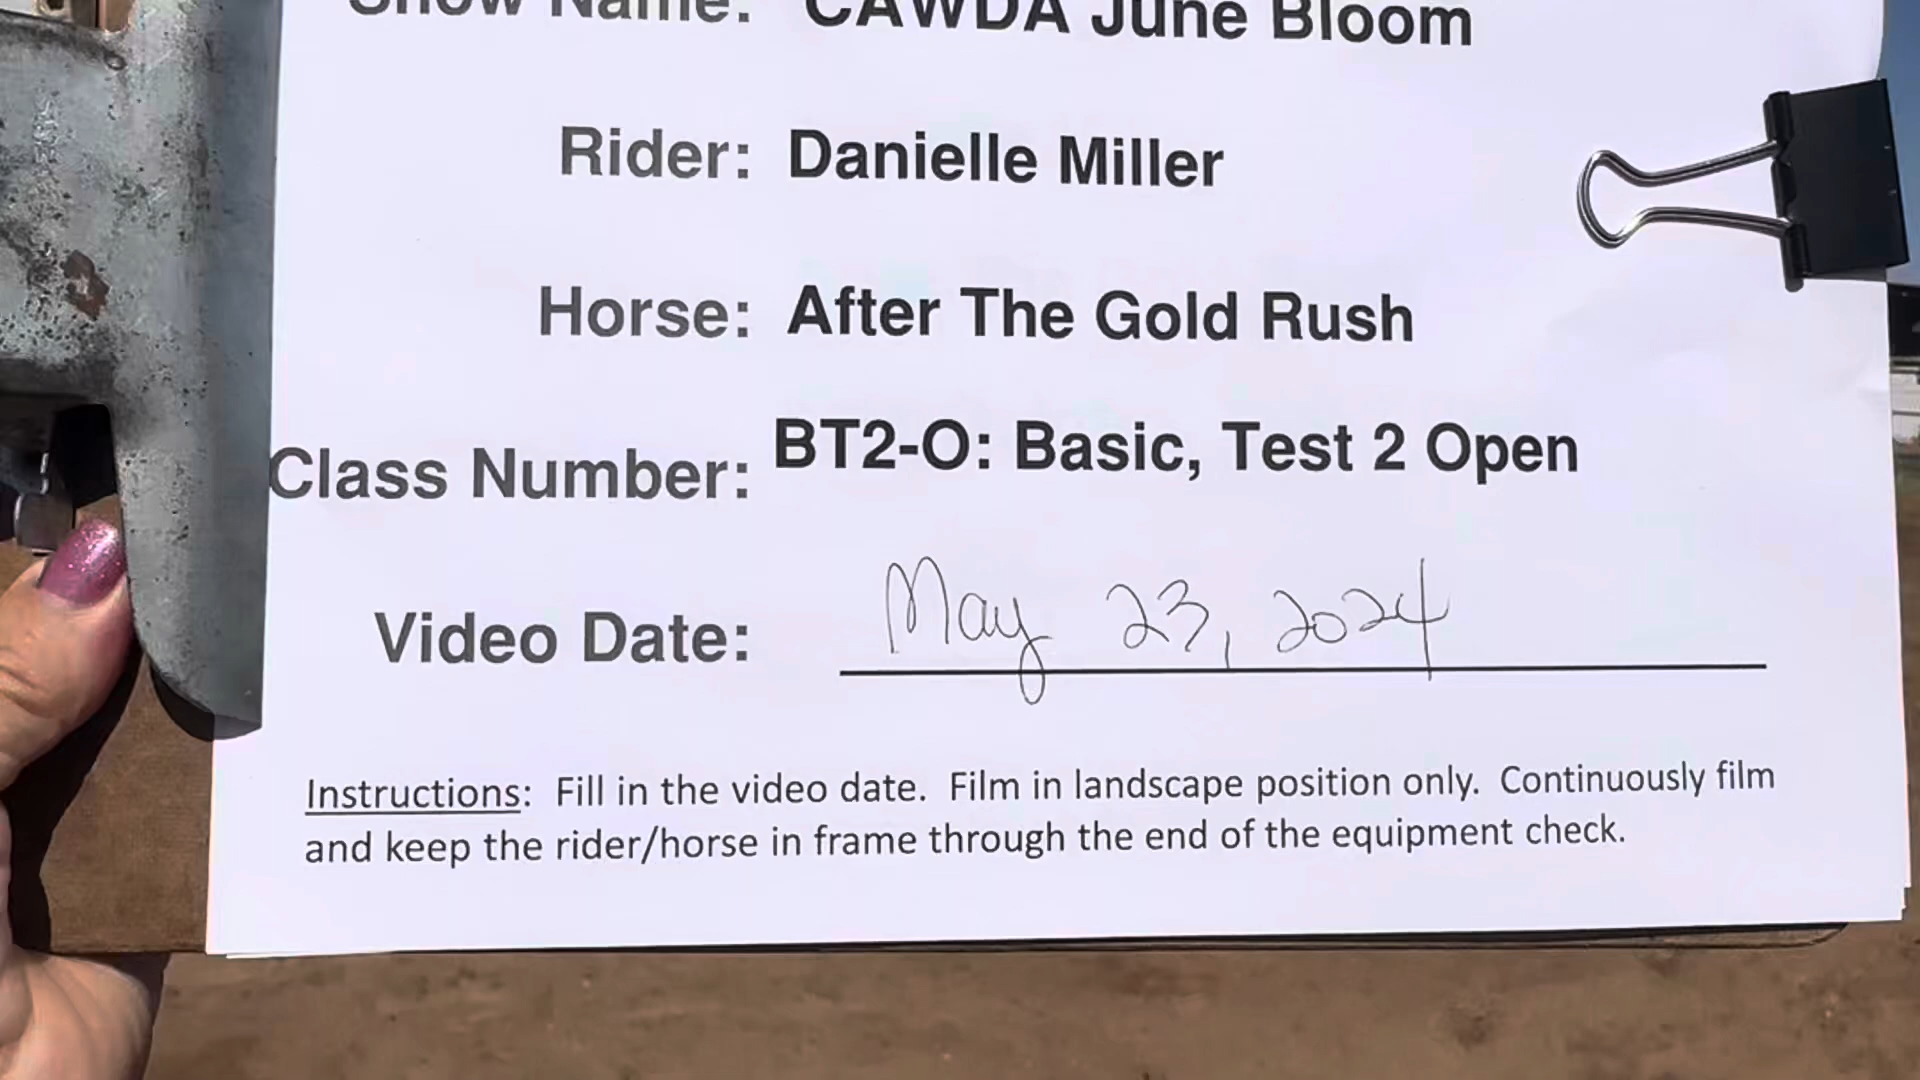 Show Name: CAWDA June Bloom
Rider: Danielle Miller
Horse: After The Gold Rush
Class Number: BT2-O: Basic, Test 2 Open
Video Date: May 23, 2024
Instructions: Fill in the video date. Film in landscape position only. Continuously film
and keep the rider/horse in frame through the end of the equipment check.